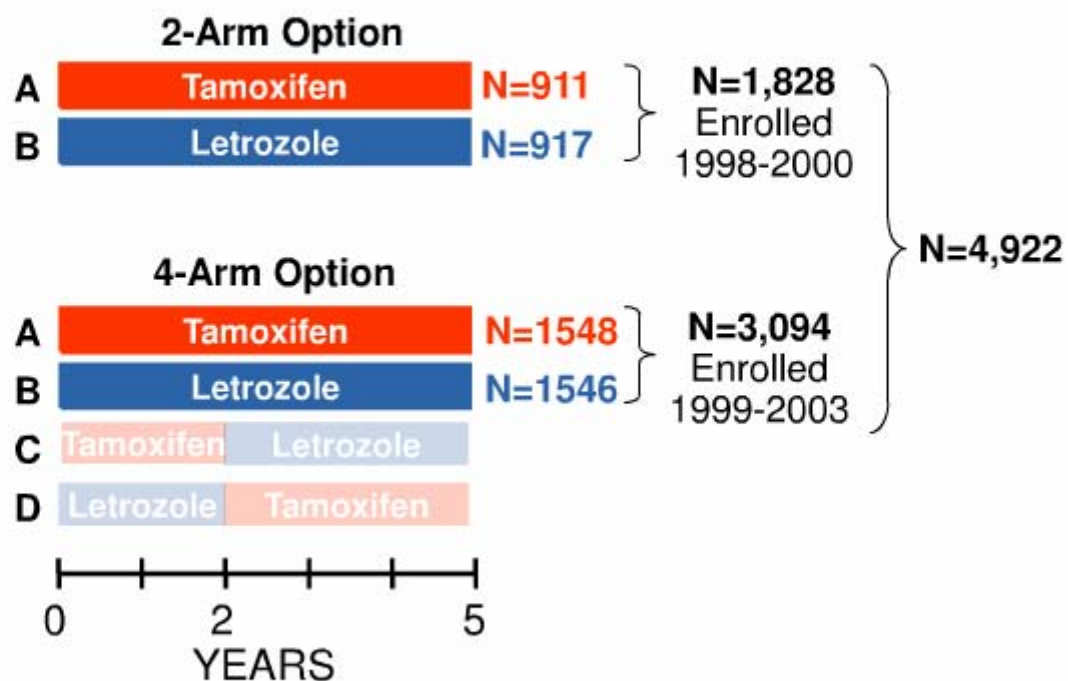 2-Arm Option
A Tamoxifen N=911
B Letrozole N=917
N=1,828
Enrolled
1998-2000
4-Arm Option
A Tamoxifen N=1548
B Letrozole N=1546
N=3,094
Enrolled
1999-2003
C Tamoxifen Letrozole
D Letrozole Tamoxifen
N=4,922
0 2 5
YEARS